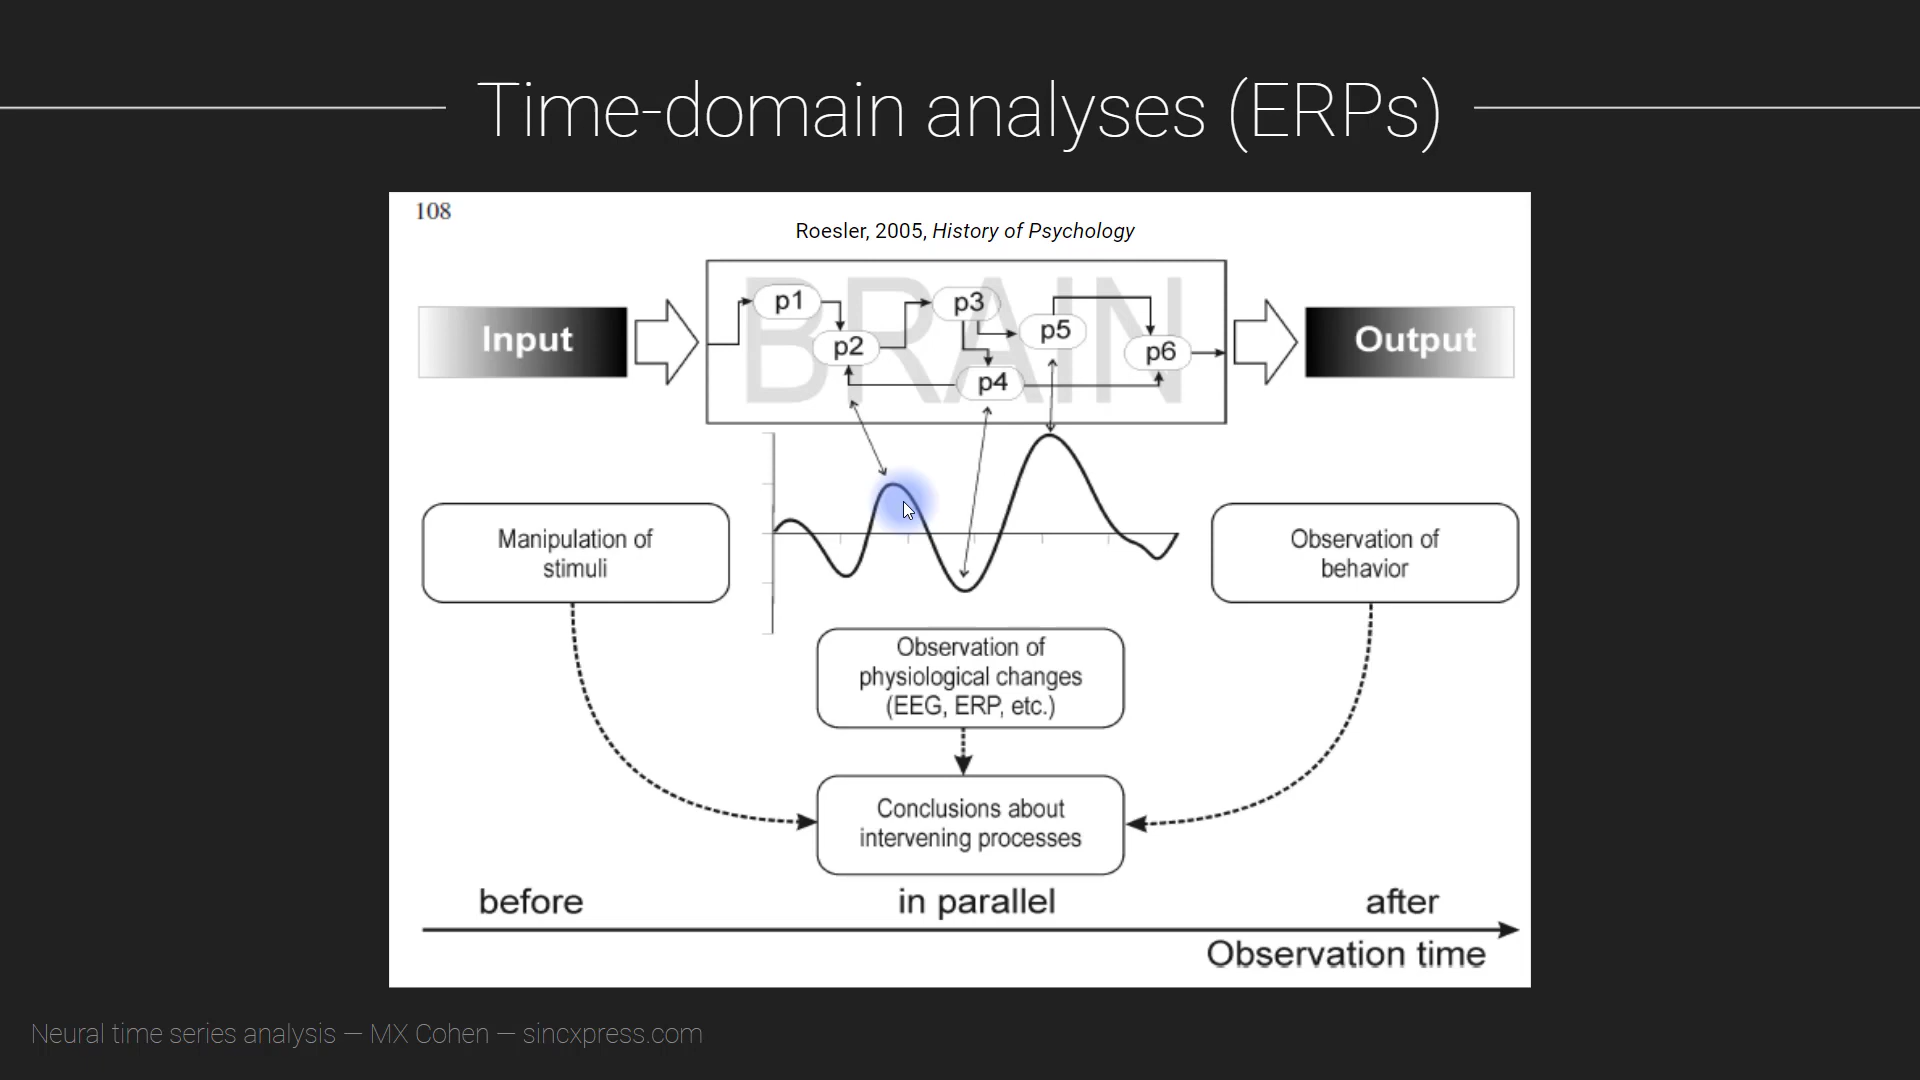 Time-domain analyses (ERPs)
108
Roesler, 2005, History of Psychology
BRAIN
p1
p3
p5
p2
p6
p4
Input
Output
Manipulation of
stimuli
Observation of
behavior
Observation of
physiological changes
(EEG, ERP, etc.)
Conclusions about
intervening processes
before
in parallel
after
Observation time
Neural time series analysis — MX Cohen — sincxpress.com